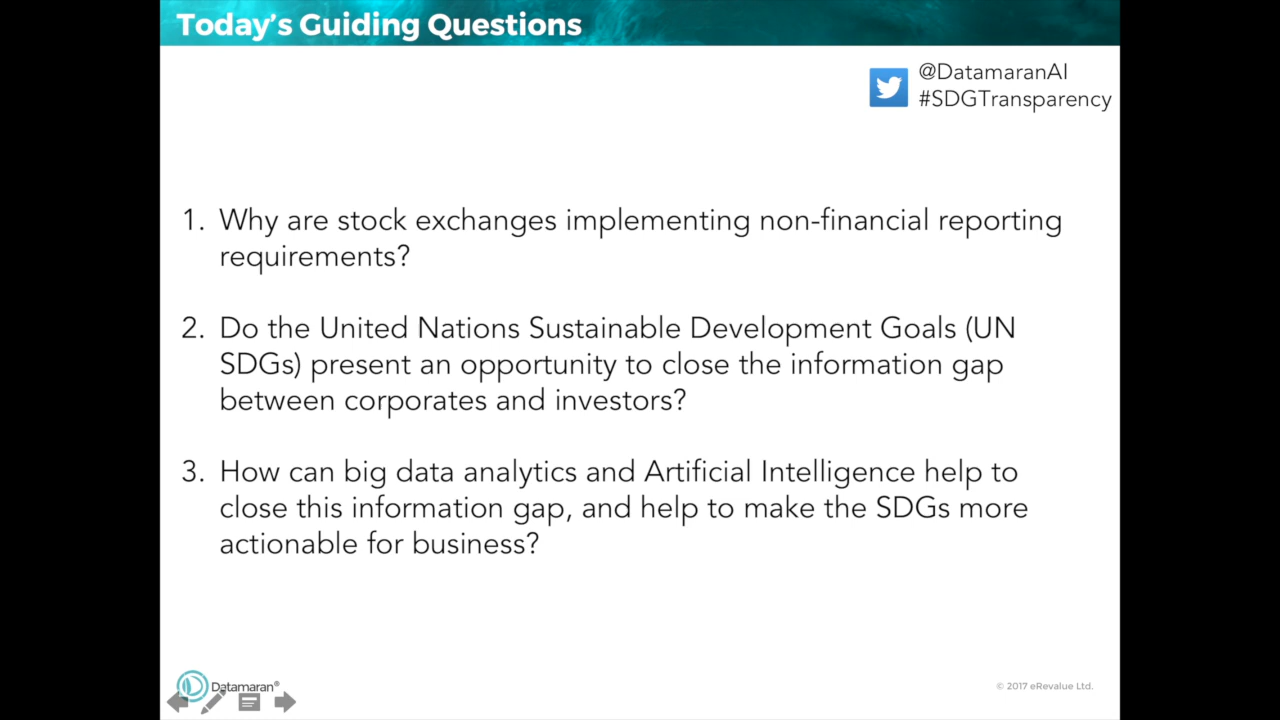 Today's Guiding Questions
@DatamaranAI
#SDGTransparency
1. Why are stock exchanges implementing non-financial reporting
requirements?
2. Do the United Nations Sustainable Development Goals (UN
SDGs) present an opportunity to close the information gap
between corporates and investors?
3. How can big data analytics and Artificial Intelligence help to
close this information gap, and help to make the SDGs more
actionable for business?
Datamaran®
© 2017 eRevalue Ltd.